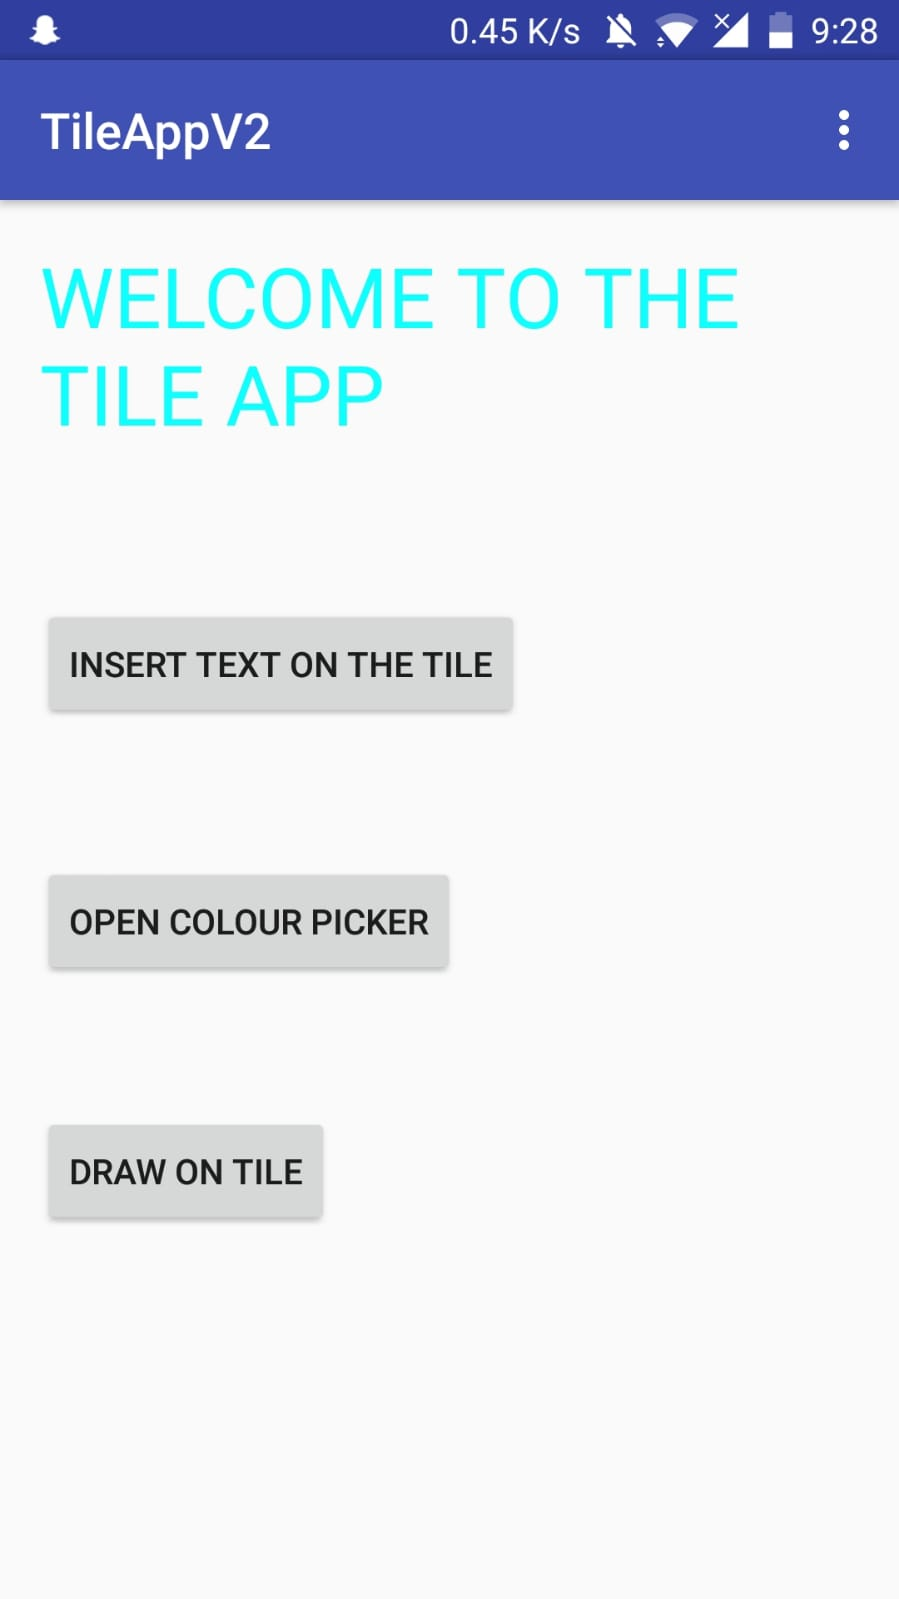 0.45 K/s 9:28
TileAppV2
WELCOME TO THE
TILE APP
INSERT TEXT ON THE TILE
OPEN COLOUR PICKER
DRAW ON TILE